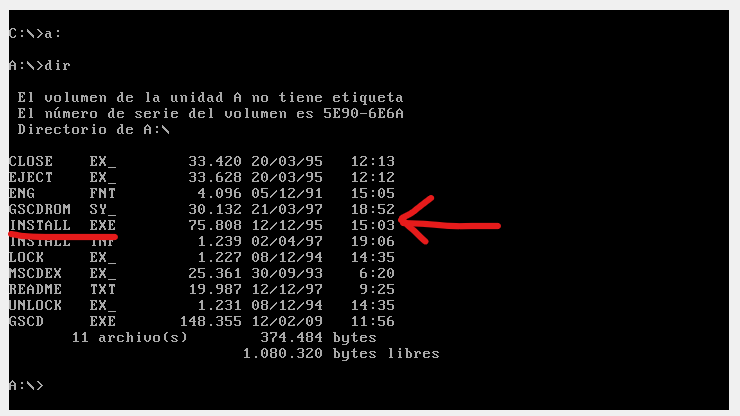 C:\>a:
A:\>dir
El volumen de la unidad A no tiene etiqueta
El número de serie del volumen es 5E90-6E6A
Directorio de A:\
CLOSE    EX_    33.420 20/03/95   12:13
EJECT    EX_    33.628 20/03/95   12:12
ENG      FNT    4.096 05/12/91   15:05
GSCDROM  SY_    30.132 21/03/97   18:52
INSTALL  EXE    75.808 12/12/95   15:03
INSTALL  INF    1.239 02/04/97   19:06
LOCK     EX_    1.227 08/12/94   14:35
MSCDEX   EX_    25.361 30/09/93   6:20
README   TXT    19.987 12/12/97   9:25
UNLOCK   EX_    1.231 08/12/94   14:35
GSCD     EXE    148.355 12/02/09   11:56
11 archivo(s)    374.484 bytes
1.080.320 bytes libres
A:\>